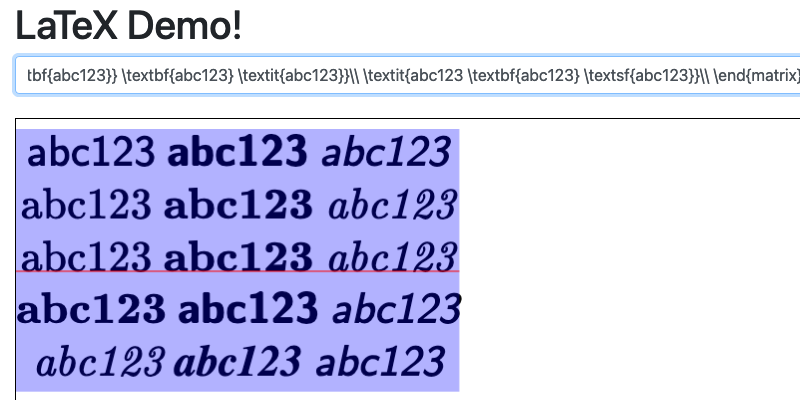 LaTeX Demo!
tbf{abc123}} \textbf{abc123} \textit{abc123}}\\ \textit{abc123 \textbf{abc123} \textsf{abc123}}\\ \end{matrix}
abc123 abc123 abc123
abc123 abc123 abc123
abc123 abc123 abc123
abc123 abc123 abc123
abc123 abc123 abc123